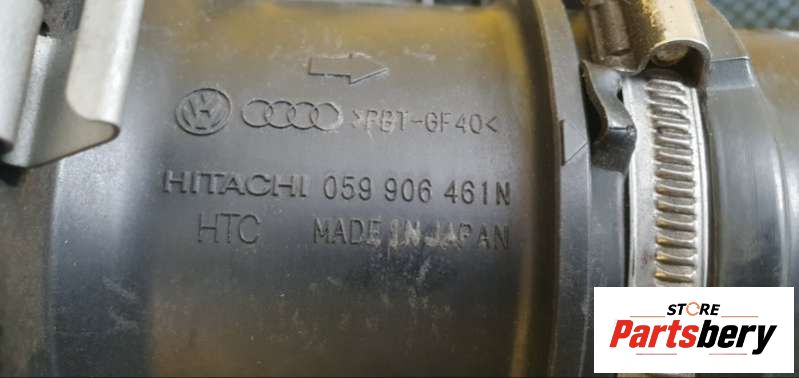 >PBT-GF40<
HITACHI 059 906 461N
HTC MADE IN JAPAN
STORE
Partsbery